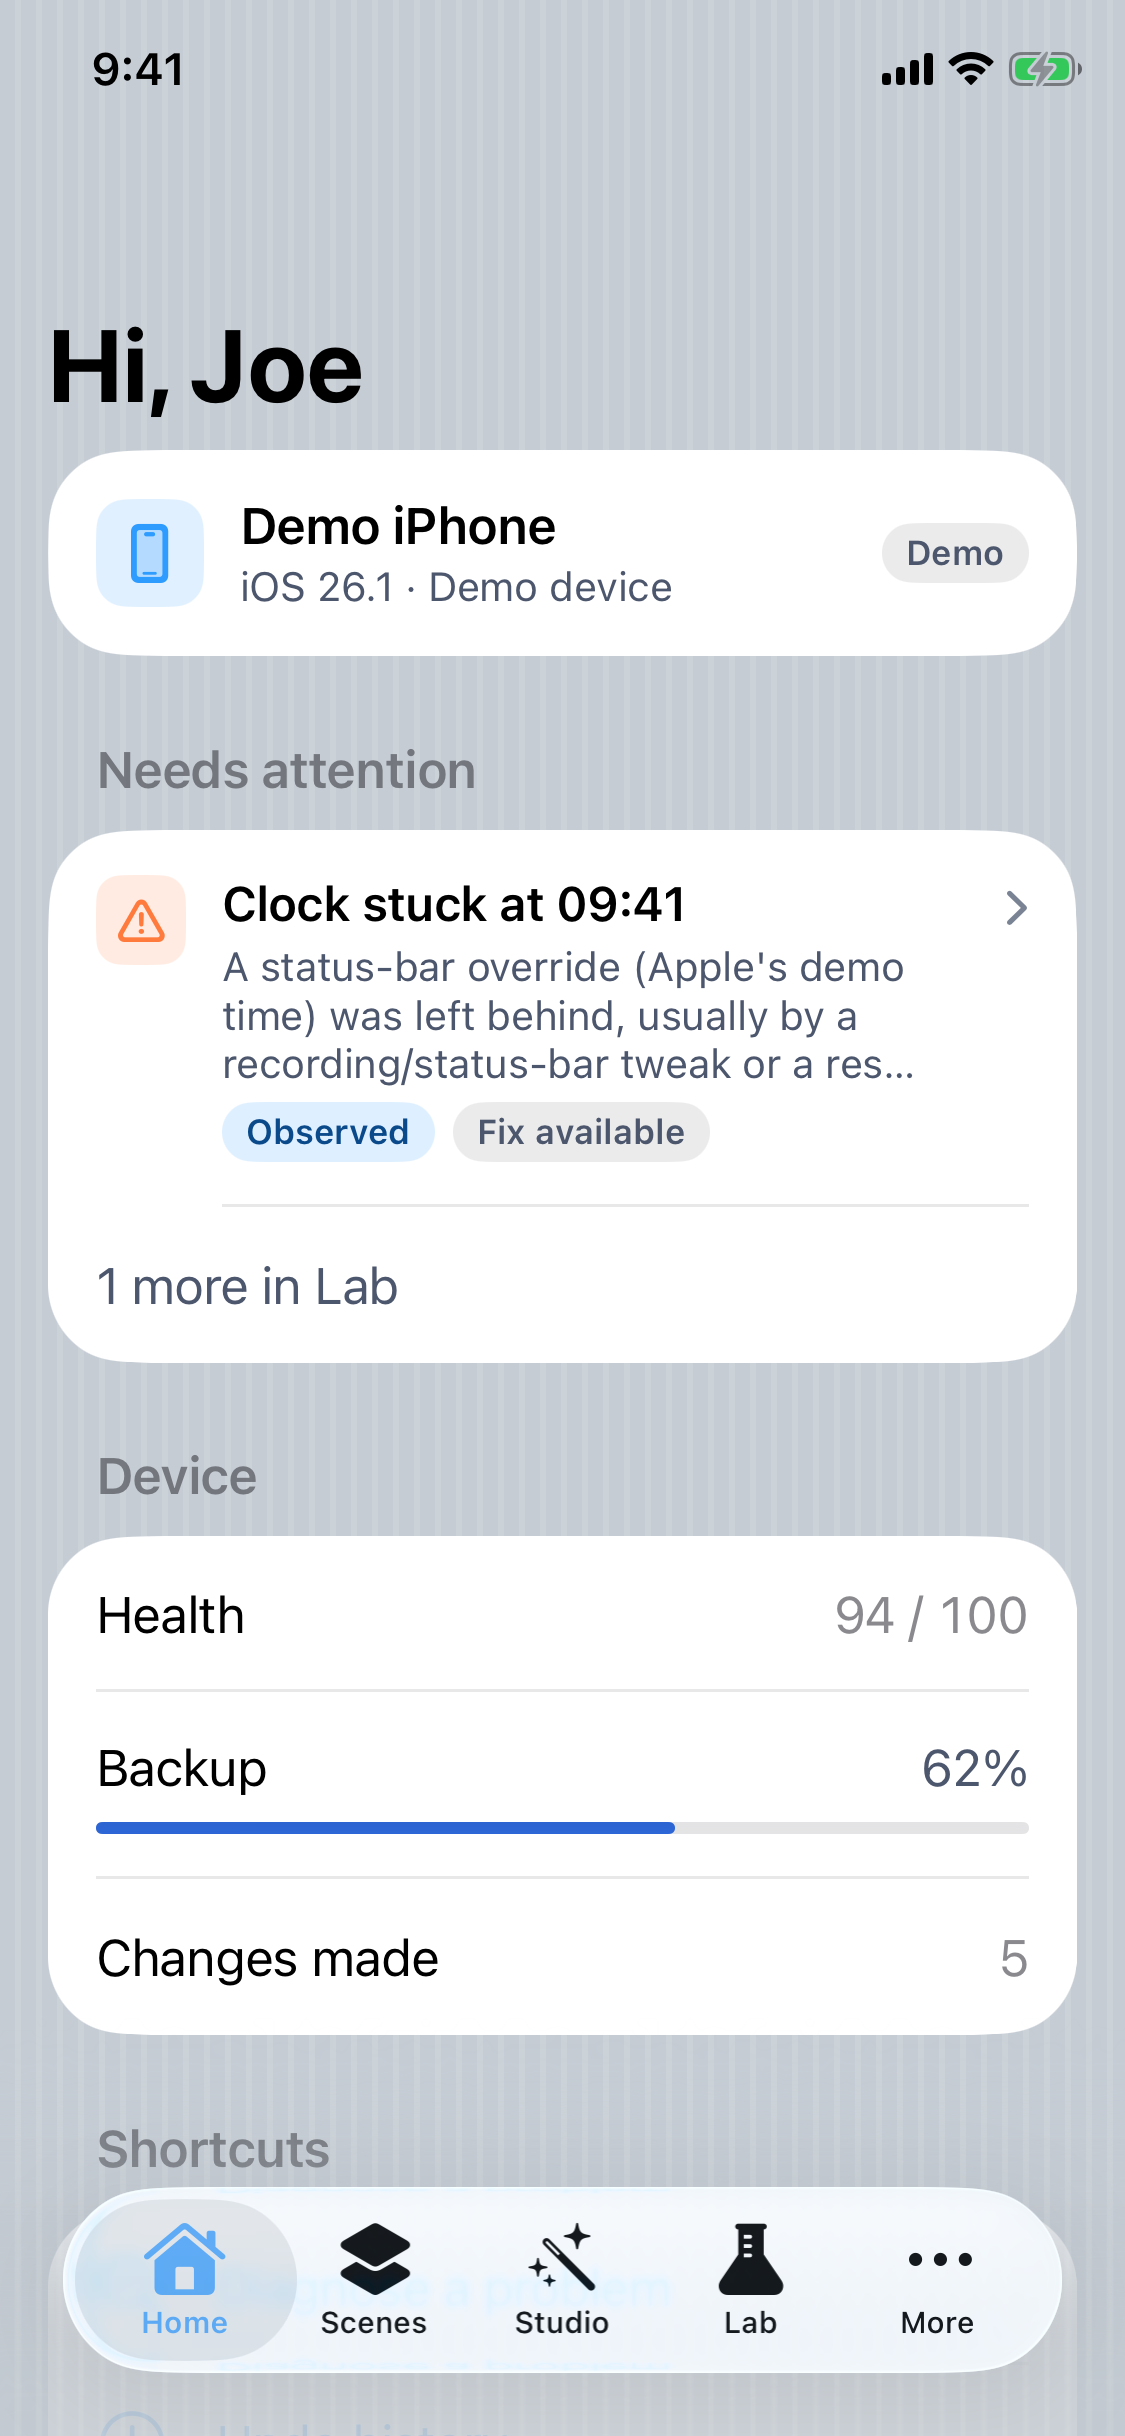 9:41
Hi, Joe
Demo iPhone
Demo
iOS 26.1 · Demo device
Needs attention
Clock stuck at 09:41
A status-bar override (Apple's demo
time) was left behind, usually by a
recording/status-bar tweak or a res...
Observed
Fix available
1 more in Lab
Device
Health
94 / 100
Backup
62%
Changes made
5
Shortcuts
a problem
Home
Scenes
Studio
Lab
More
Undo history